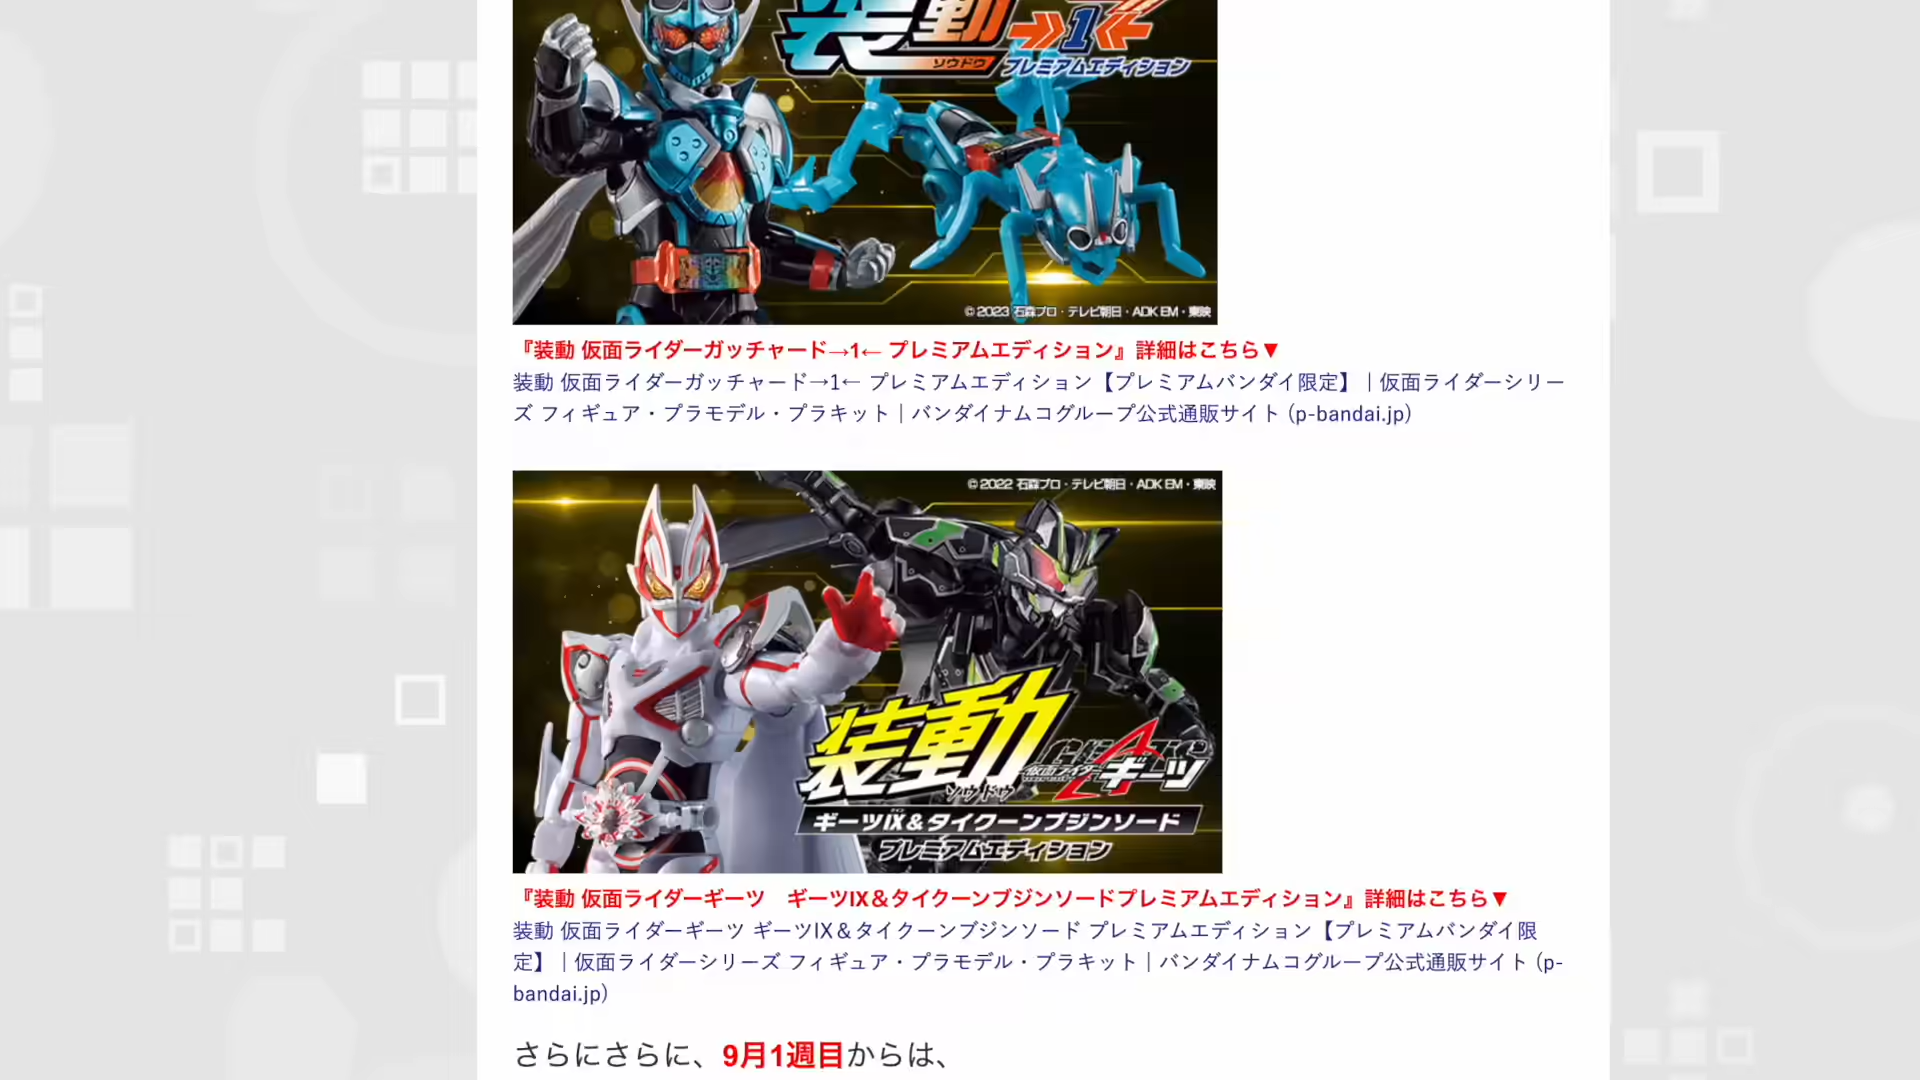 装動
ソウドウ
→1←
プレミアムエディション
© 2023 石森プロ・テレビ朝日・ADK EM・東映
『装動 仮面ライダーガッチャード→1← プレミアムエディション』詳細はこちら▼
装動 仮面ライダーガッチャード→1← プレミアムエディション【プレミアムバンダイ限定】｜仮面ライダーシリー
ズ フィギュア・プラモデル・プラキット｜バンダイナムコグループ公式通販サイト (p-bandai.jp)
© 2022 石森プロ・テレビ朝日・ADK EM・東映
装動
ソウドウ
GEATS
仮面ライダーギーツ
ギーツIX＆タイクーンブジンソード
プレミアムエディション
『装動 仮面ライダーギーツ　ギーツIX＆タイクーンブジンソードプレミアムエディション』詳細はこちら▼
装動 仮面ライダーギーツ ギーツIX＆タイクーンブジンソード プレミアムエディション【プレミアムバンダイ限
定】｜仮面ライダーシリーズ フィギュア・プラモデル・プラキット｜バンダイナムコグループ公式通販サイト (p-
bandai.jp)
さらにさらに、9月1週目からは、